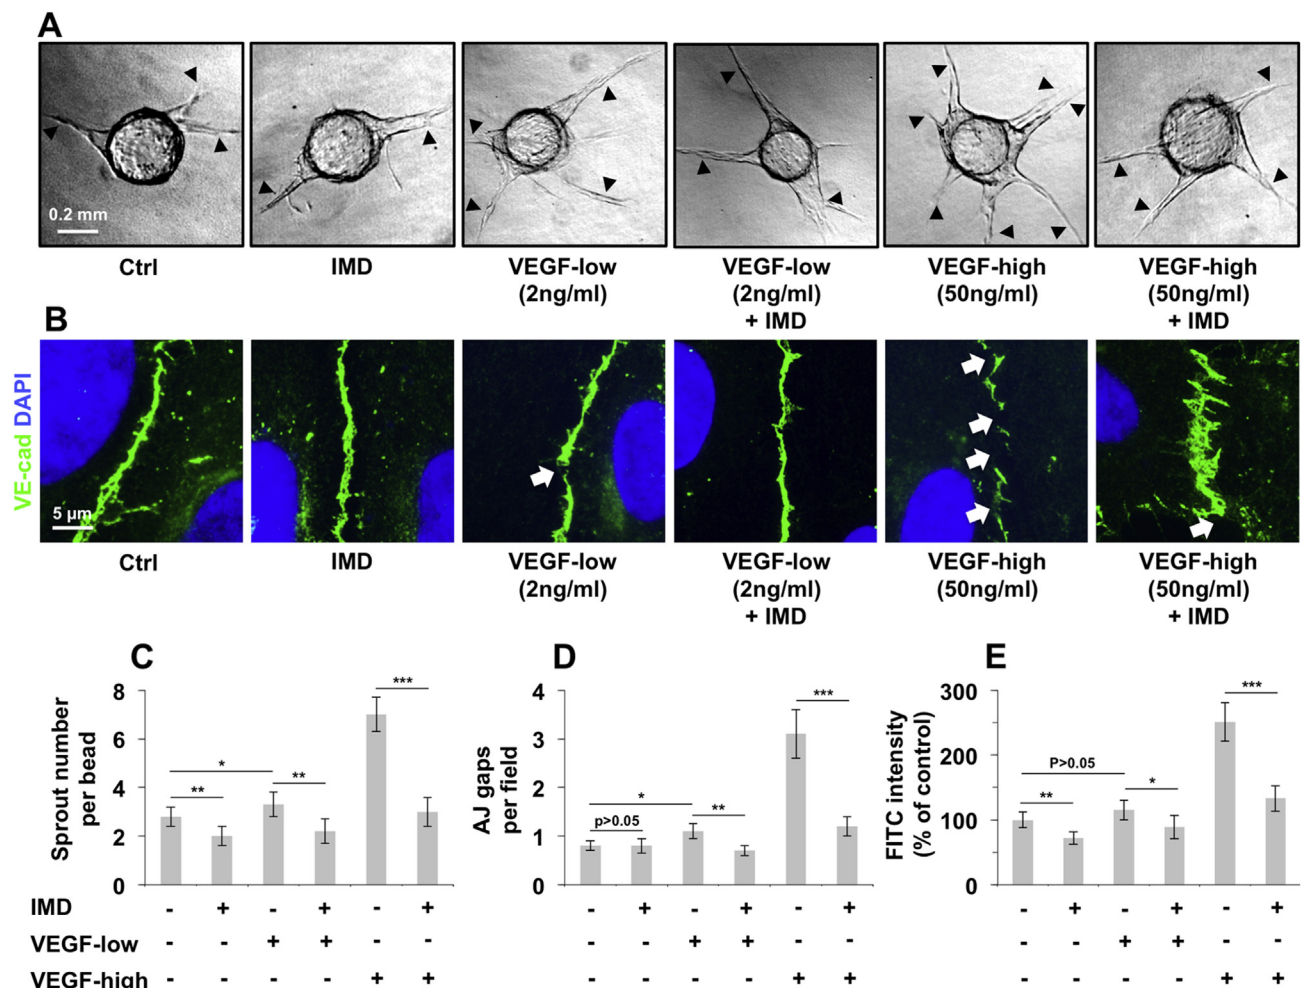 A
0.2 mm
Ctrl
IMD
VEGF-low
(2ng/ml)
VEGF-low
(2ng/ml)
+ IMD
VEGF-high
(50ng/ml)
VEGF-high
(50ng/ml)
+ IMD
B
VE-cad DAPI
5 µm
Ctrl
IMD
VEGF-low
(2ng/ml)
VEGF-low
(2ng/ml)
+ IMD
VEGF-high
(50ng/ml)
VEGF-high
(50ng/ml)
+ IMD
C
Sprout number
per bead
8
6
4
2
0
**
*
**
***
D
AJ gaps
per field
4
3
2
1
0
p>0.05
*
**
***
E
FITC intensity
(% of control)
300
200
100
0
**
P>0.05
*
***
IMD - + - + - + - + - + - + - + - + - +
VEGF-low - - + + - - - - + + - - - - + + - -
VEGF-high - - - - + + - - - - + + - - - - + +